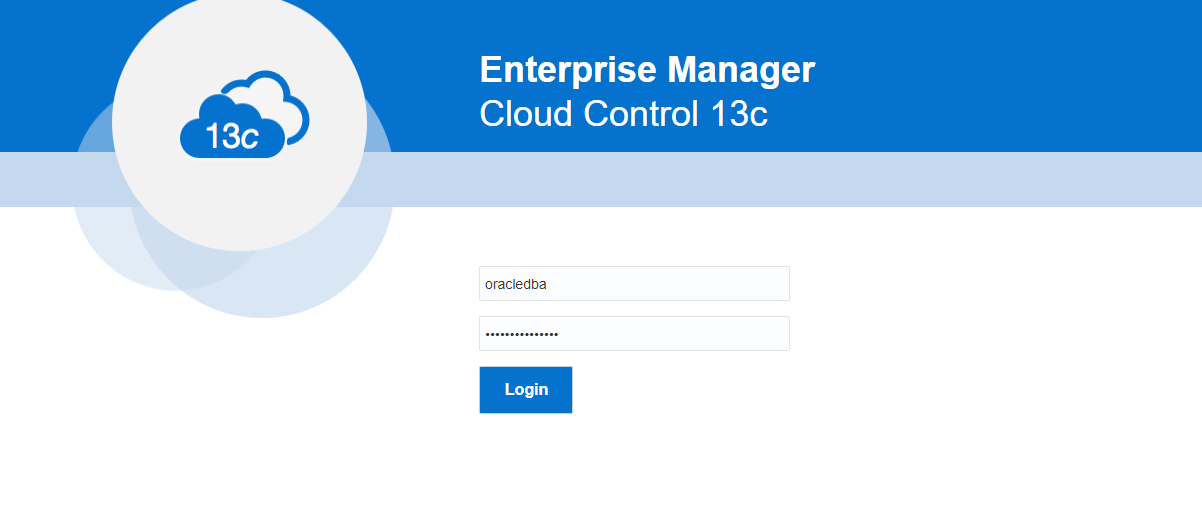 Enterprise Manager
Cloud Control 13c
13c
oracledba
•••••••••••••••
Login